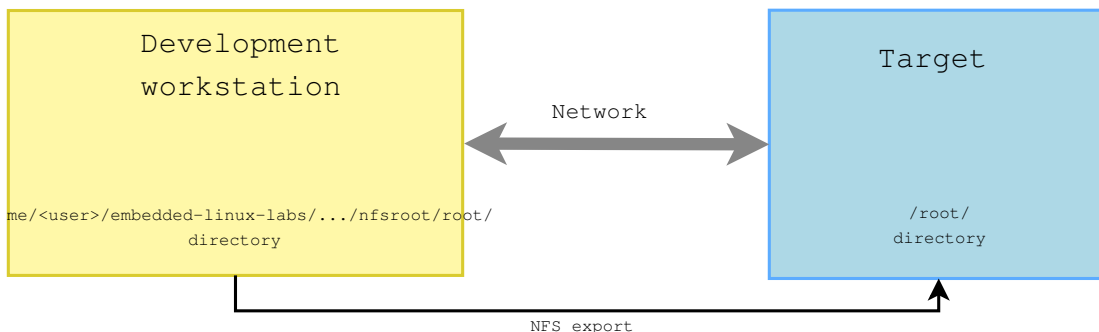 Development
workstation
Target
Network
me/<user>/embedded-linux-labs/.../nfsroot/root/
directory
/root/
directory
NFS export